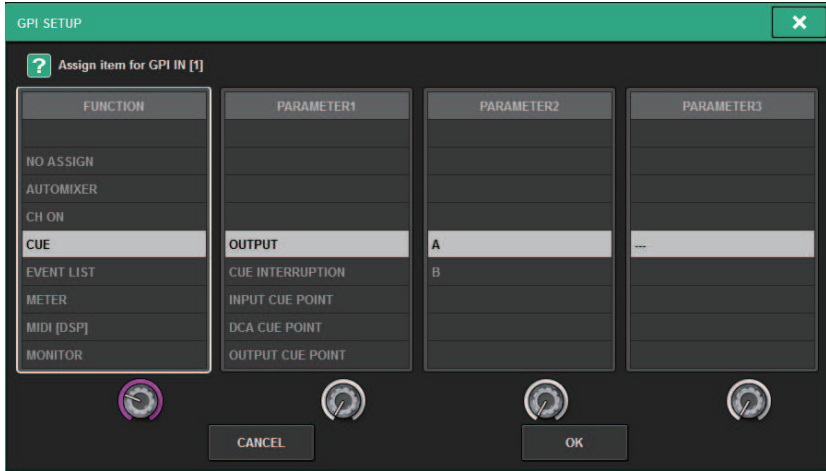 GPI SETUP
×
? Assign item for GPI IN [1]
FUNCTION PARAMETER1 PARAMETER2 PARAMETER3
NO ASSIGN
AUTOMIXER
CH ON
CUE OUTPUT A ---
EVENT LIST CUE INTERRUPTION B
METER INPUT CUE POINT
MIDI [DSP] DCA CUE POINT
MONITOR OUTPUT CUE POINT
CANCEL OK